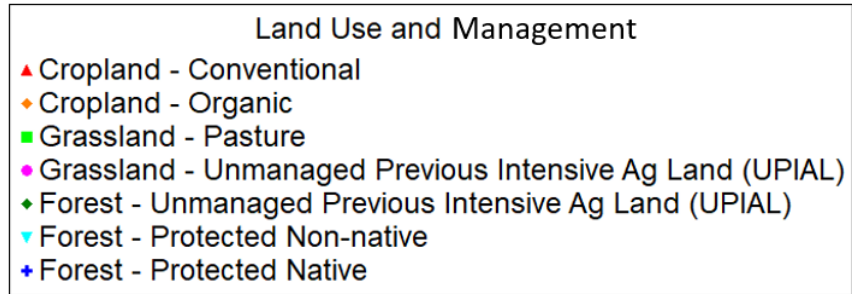 Land Use and Management
Cropland - Conventional
Cropland - Organic
Grassland - Pasture
Grassland - Unmanaged Previous Intensive Ag Land (UPIAL)
Forest - Unmanaged Previous Intensive Ag Land (UPIAL)
Forest - Protected Non-native
Forest - Protected Native